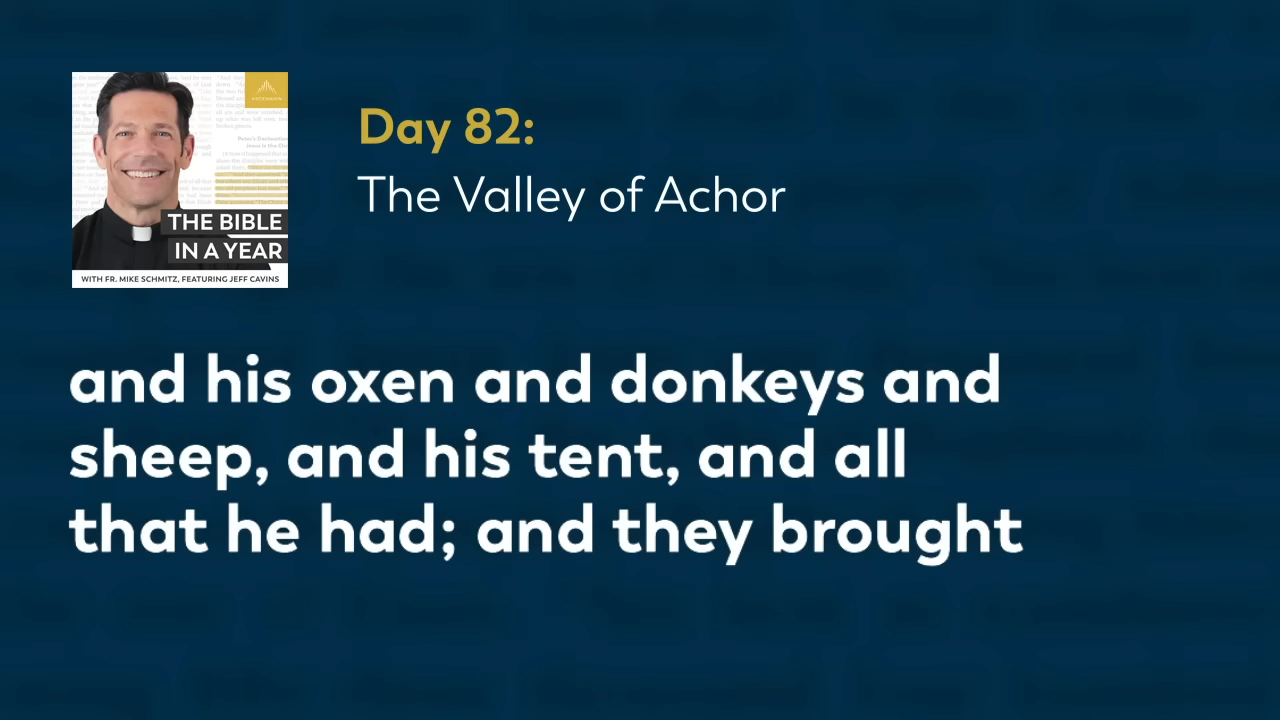 ASCENSION
THE BIBLE
IN A YEAR
WITH FR. MIKE SCHMITZ, FEATURING JEFF CAVINS
Day 82:
The Valley of Achor
and his oxen and donkeys and
sheep, and his tent, and all
that he had; and they brought